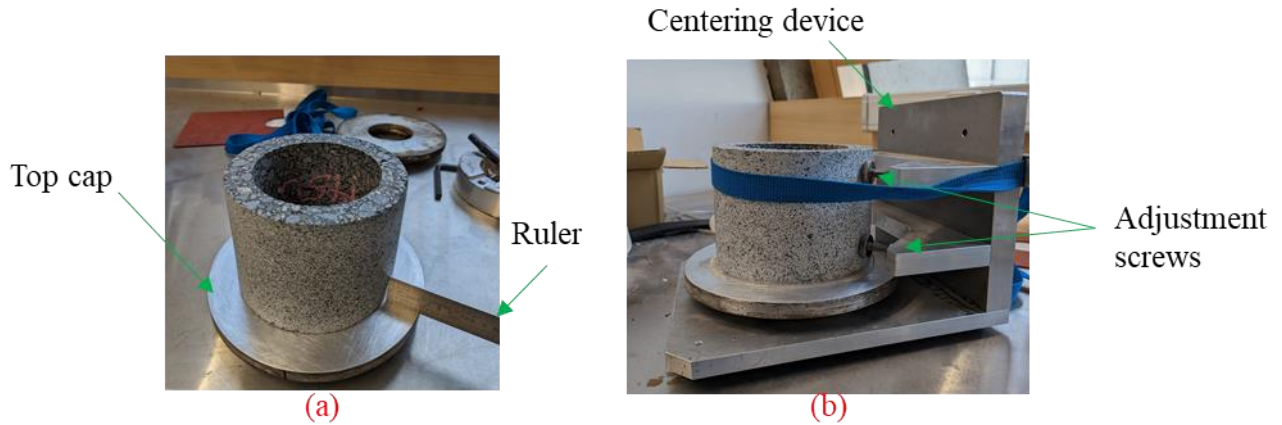 Centering device
Top cap
Ruler
Adjustment
screws
(a)
(b)